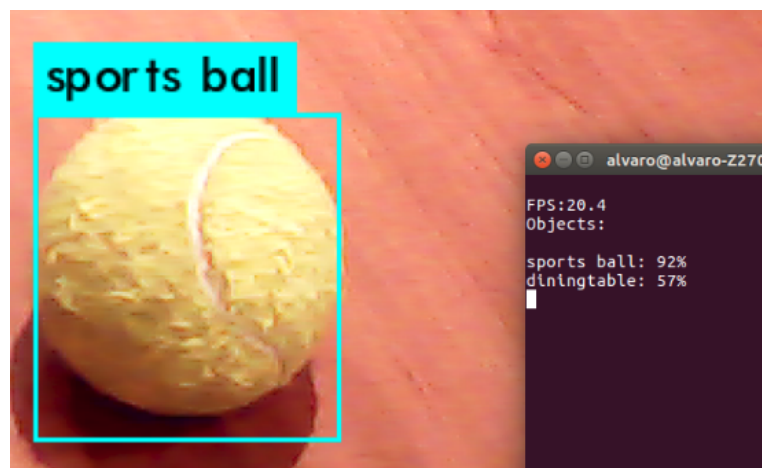 sports ball
alvaro@alvaro-Z270
FPS:20.4
Objects:
sports ball: 92%
diningtable: 57%